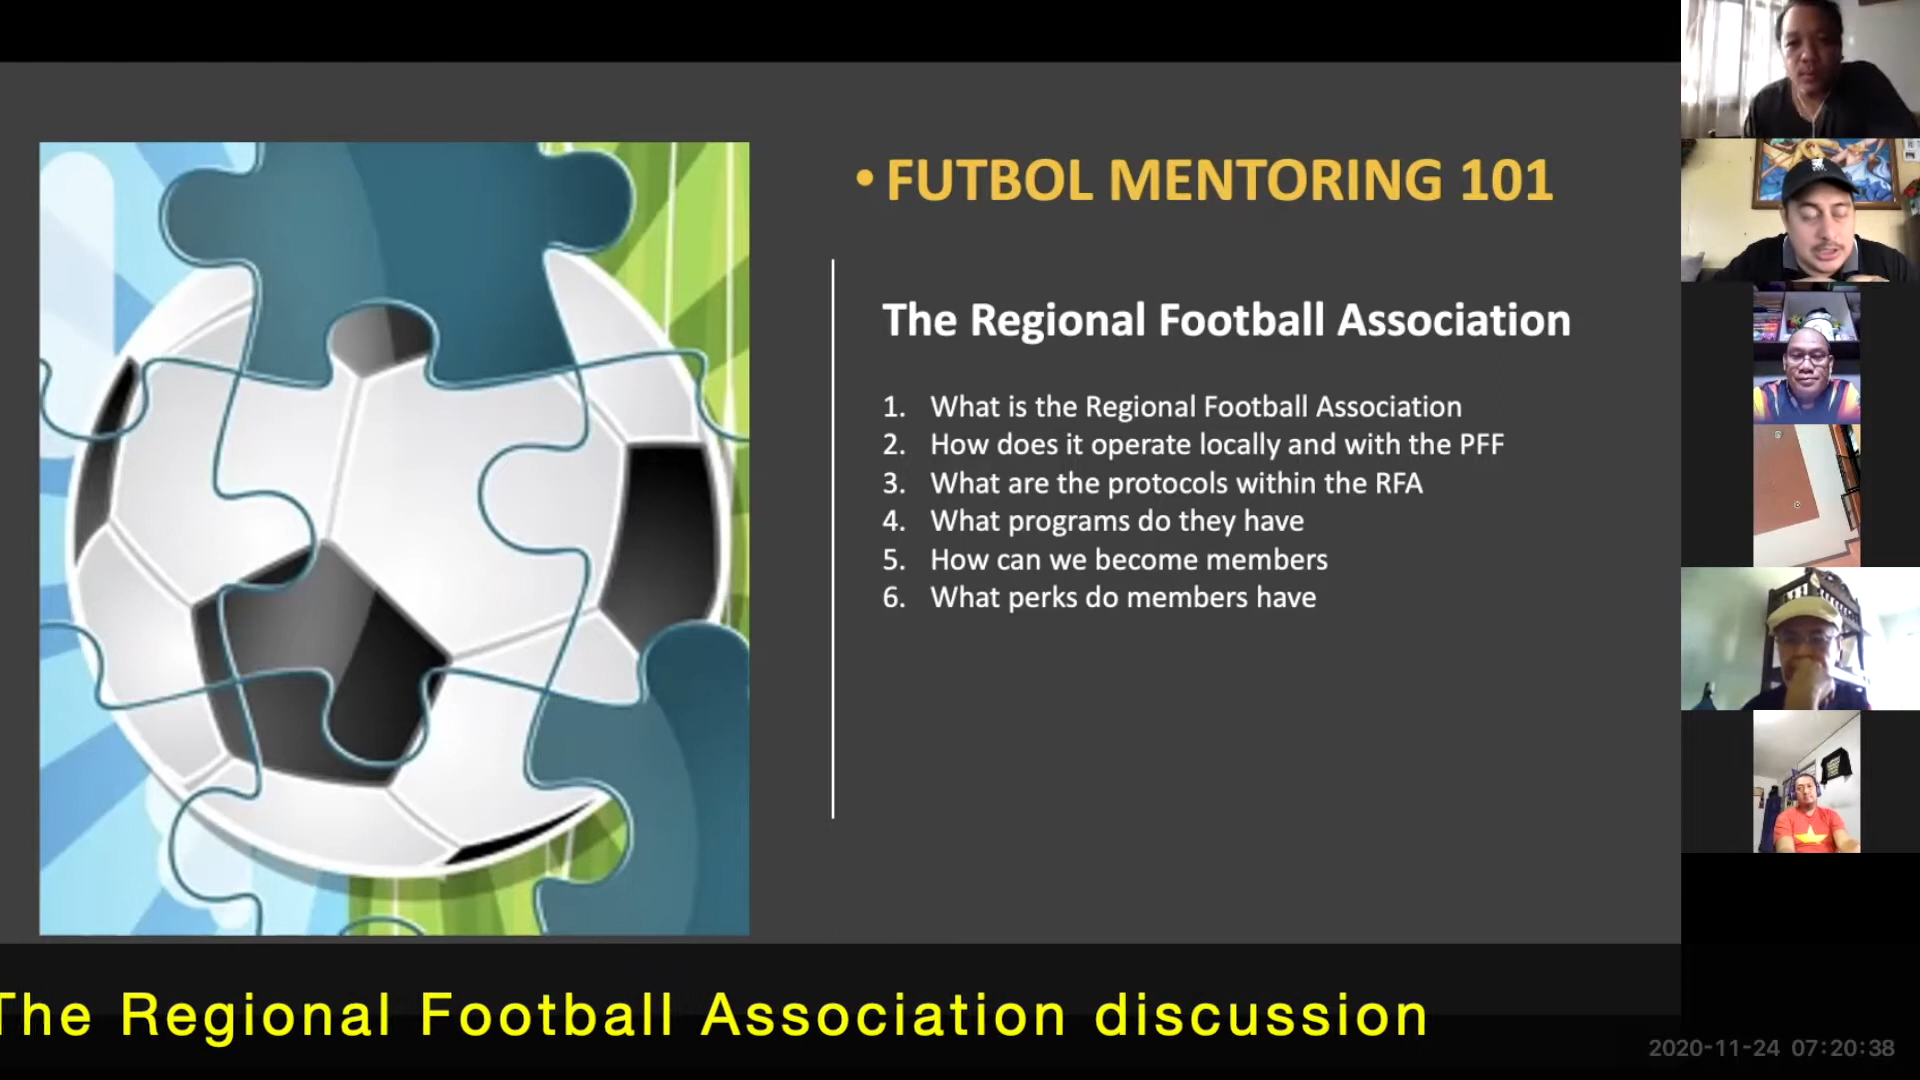 • FUTBOL MENTORING 101
The Regional Football Association
1. What is the Regional Football Association
2. How does it operate locally and with the PFF
3. What are the protocols within the RFA
4. What programs do they have
5. How can we become members
6. What perks do members have
The Regional Football Association discussion
2020-11-24 07:20:38